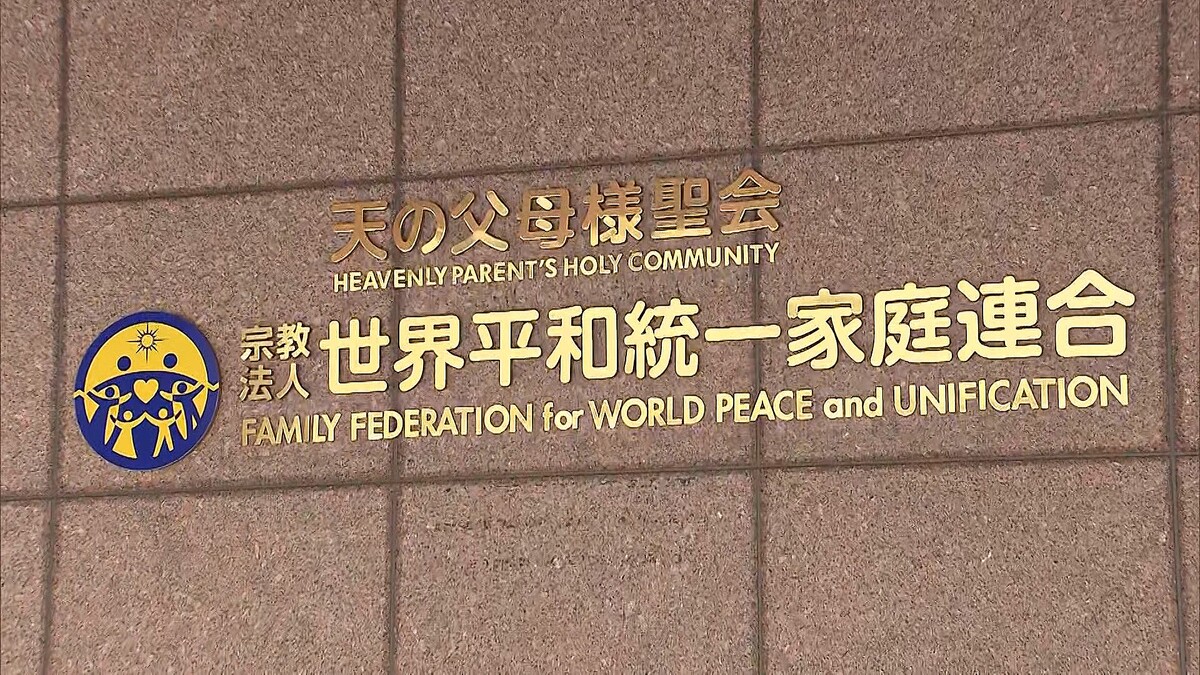 天の父母様聖会
HEAVENLY PARENT'S HOLY COMMUNITY
宗教
法人
世界平和統一家庭連合
FAMILY FEDERATION for WORLD PEACE and UNIFICATION